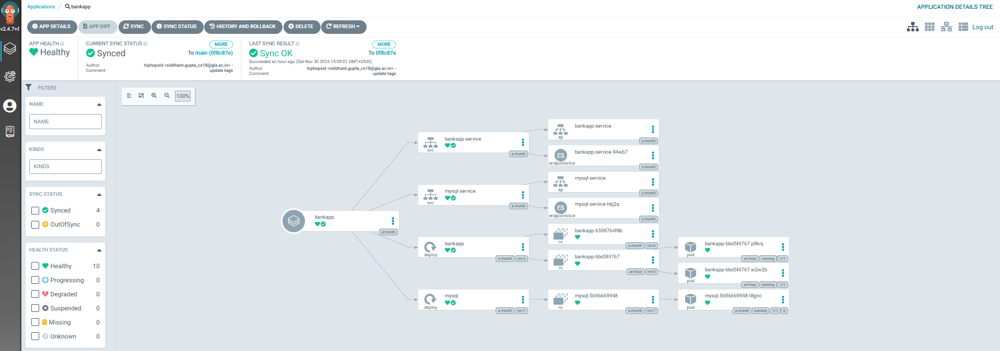 Applications
bankapp
APPLICATION DETAILS TREE
v2.4.7+8
APP DETAILS
APP DIFF
SYNC
SYNC STATUS
HISTORY AND ROLLBACK
DELETE
REFRESH
Log out
APP HEALTH
Healthy
CURRENT SYNC STATUS
MORE
Synced
To main (0f8c87e)
Author:
hiphopsid <siddhant.gupta_cs18@gla.ac.in> -
Comment:
update tags
LAST SYNC RESULT
MORE
Sync OK
To 0f8c87e
Succeeded an hour ago (Sat Nov 30 2024 15:09:01 GMT+0530)
Author:
hiphopsid <siddhant.gupta_cs18@gla.ac.in> -
Comment:
update tags
FILTERS
NAME
NAME
KINDS
KINDS
SYNC STATUS
Synced 4
OutOfSync 0
HEALTH STATUS
Healthy 10
Progressing 0
Degraded 0
Suspended 0
Missing 0
Unknown 0
100%
bankapp
a month
svc
bankapp-service
a month
svc
mysql-service
a month
deploy
bankapp
a month rev:5
deploy
mysql
a month rev:1
ep
bankapp-service
a month
ES
endpointslice
bankapp-service-94wb7
a month
ep
mysql-service
a month
ES
endpointslice
mysql-service-hbj2q
a month
rs
bankapp-6598764f8b
a month rev:4
rs
bankapp-6bd5f4767
an hour rev:5
rs
mysql-5696669948
a month rev:1
pod
bankapp-6bd5f4767-p8knj
an hour running 1/1
pod
bankapp-6bd5f4767-w2w2b
an hour running 1/1
pod
mysql-5696669948-t8gnc
a month running 1/1 6